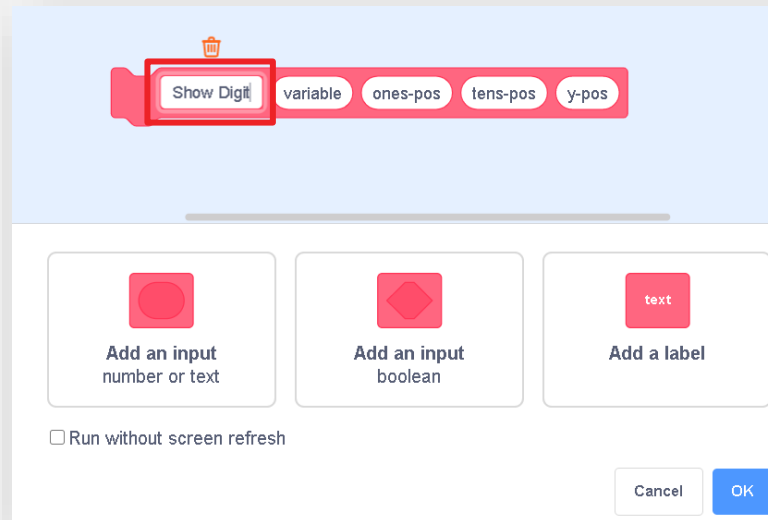 Show Digit variable ones-pos tens-pos y-pos
text
Add an input Add an input Add a label
number or text boolean
Run without screen refresh
Cancel OK